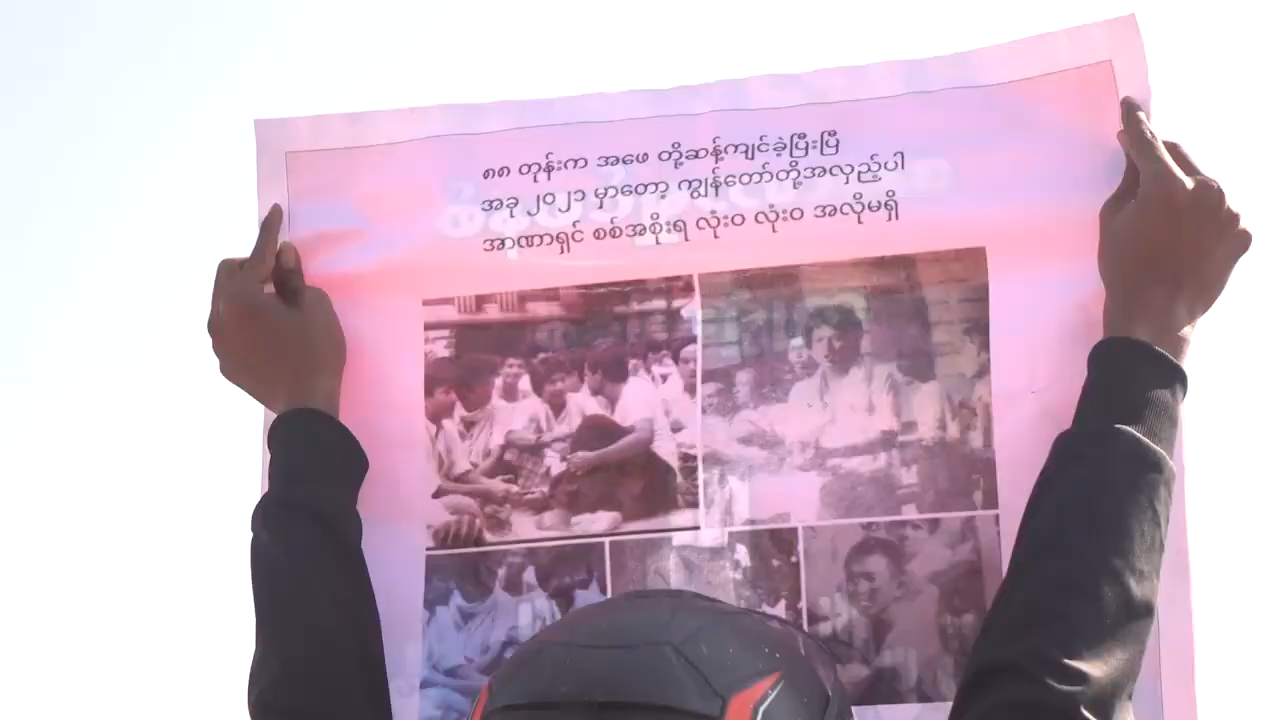 ၈၈ တုန်းက အဖေ တို့ဆန့်ကျင်ခဲ့ပြီးပြီ
အခု ၂၀၂၁ မှာတော့ ကျွန်တော်တို့အလှည့်ပါ
အာဏာရှင် စစ်အစိုးရ လုံးဝ လုံးဝ အလိုမရှိ